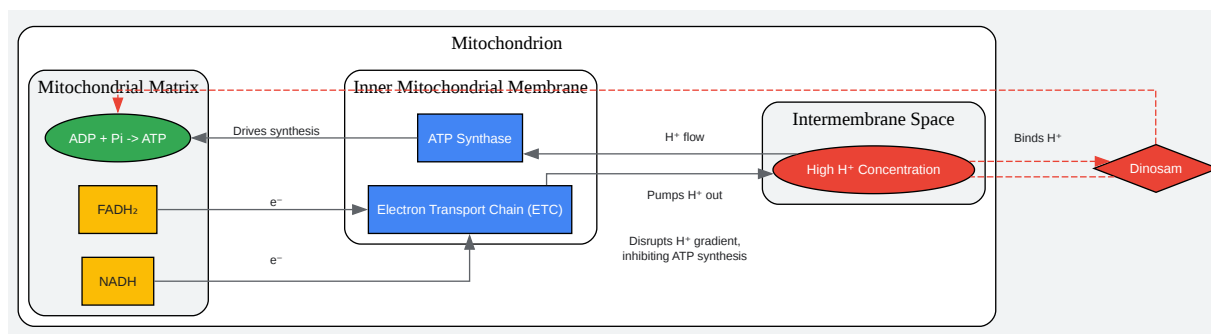 Mitochondrion
Mitochondrial Matrix
Inner Mitochondrial Membrane
Intermembrane Space
ADP + Pi -> ATP
Drives synthesis
ATP Synthase
H⁺ flow
Binds H⁺
High H⁺ Concentration
Dinosam
FADH₂
e⁻
Electron Transport Chain (ETC)
Pumps H⁺ out
Disrupts H⁺ gradient,
inhibiting ATP synthesis
NADH
e⁻